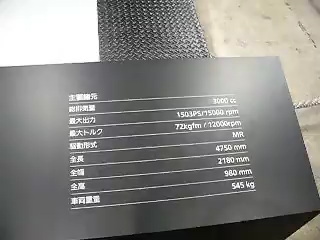 主要諸元
総排気量 3000 cc
最大出力 1503PS/15000 rpm
最大トルク 72kgfm / 12000rpm
駆動形式 MR
全長 4750 mm
全幅 2180 mm
全高 980 mm
車両重量 545 kg